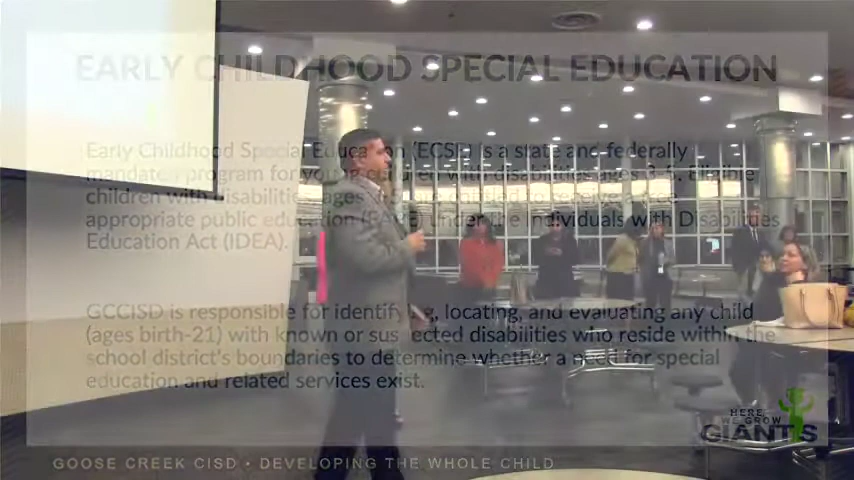 EARLY CHILDHOOD SPECIAL EDUCATION
Early Childhood Special Education (ECSE) is a state and federally
mandated program for young children with disabilities ages 3-5. Eligible
children with disabilities ages
appropriate public education (FAPE) under the Individuals with Disabilities
Education Act (IDEA).
GCCISD is responsible for identifying, locating, and evaluating any child
(ages birth-21) with known or suspected disabilities who reside within the
school district's boundaries to determine whether a need for special
education and related services exist.
HERE
WE GROW
GIANTS
GOOSE CREEK CISD • DEVELOPING THE WHOLE CHILD